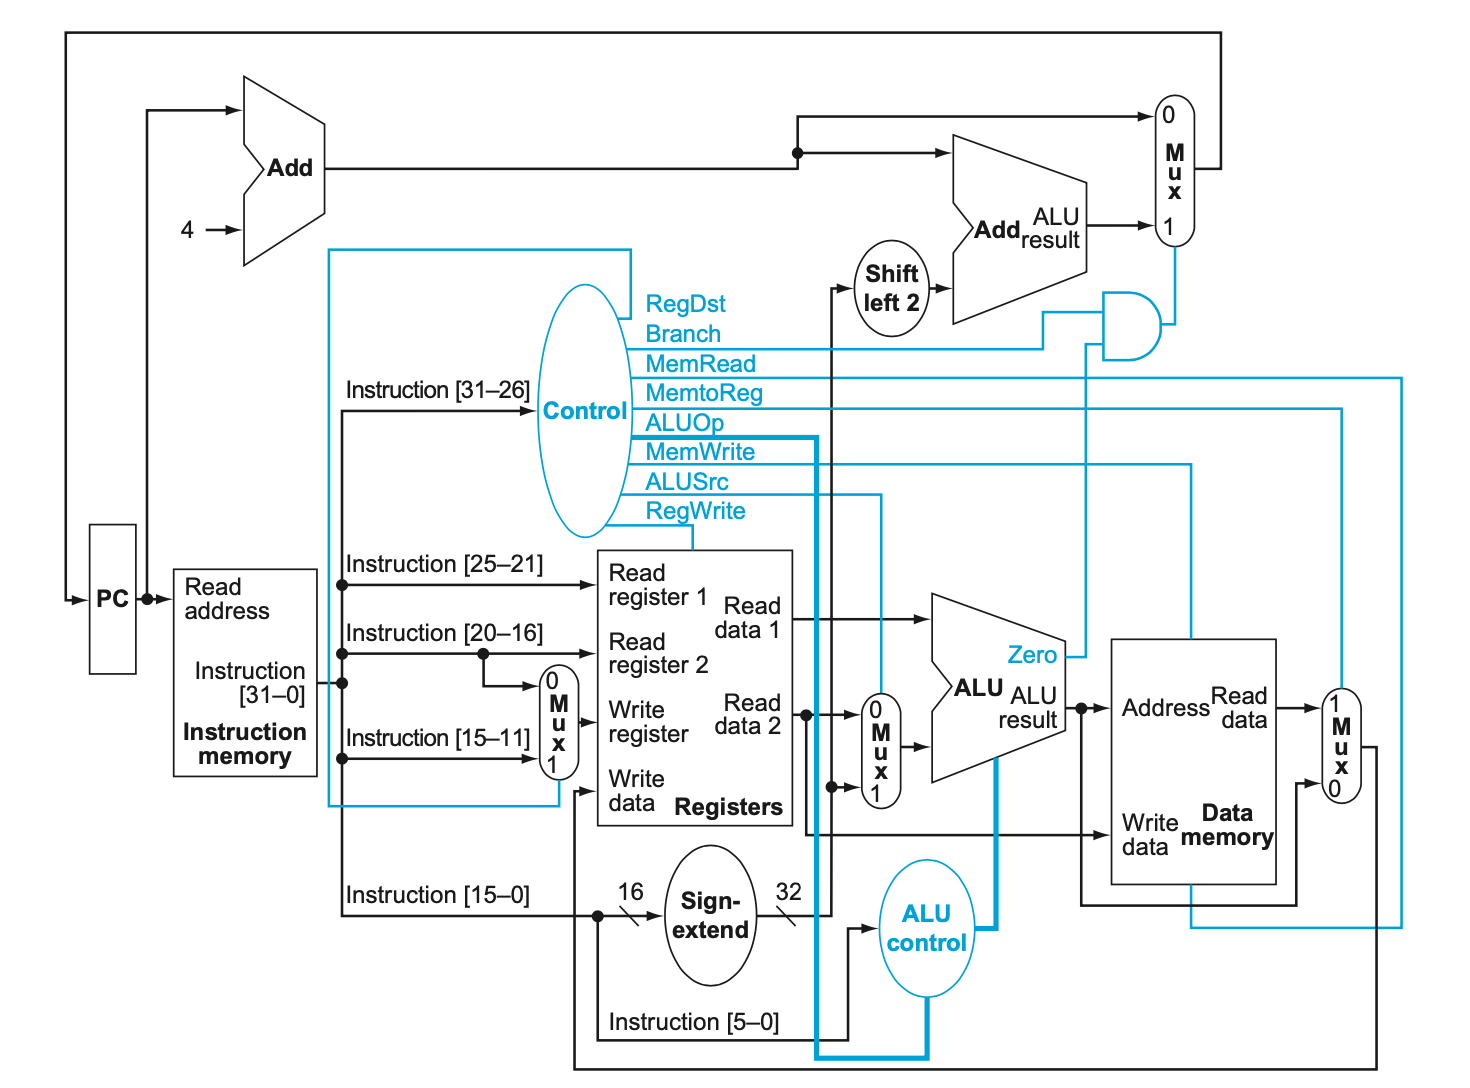 0
M
u
x
1
Add
Add
ALU
result
4
Shift
left 2
RegDst
Branch
MemRead
MemtoReg
ALUOp
MemWrite
ALUSrc
RegWrite
Instruction [31–26]
Control
Instruction [25–21]
Instruction [20–16]
Instruction [15–11]
Instruction [15–0]
Instruction [5–0]
PC
Read
address
Instruction
[31–0]
Instruction
memory
0
M
u
x
1
Read
register 1
Read
register 2
Write
register
Write
data
Read
data 1
Read
data 2
Registers
0
M
u
x
1
Zero
ALU
ALU
result
Address
Read
data
Write
data
Data
memory
1
M
u
x
0
16
Sign-
extend
32
ALU
control